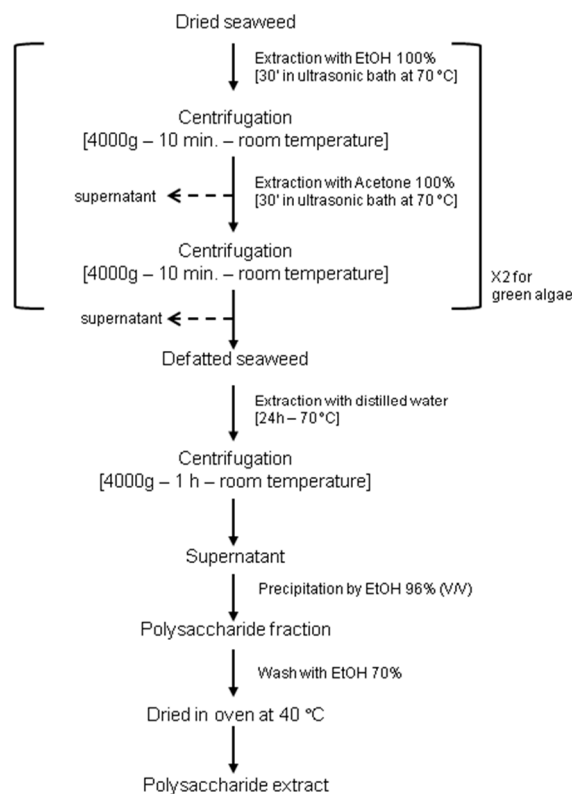 Dried seaweed
Extraction with EtOH 100%
[30' in ultrasonic bath at 70 °C]
Centrifugation
[4000g – 10 min. – room temperature]
Extraction with Acetone 100%
[30' in ultrasonic bath at 70 °C]
supernatant
Centrifugation
[4000g – 10 min. – room temperature]
X2 for
green algae
supernatant
Defatted seaweed
Extraction with distilled water
[24h – 70 °C]
Centrifugation
[4000g – 1 h – room temperature]
Supernatant
Precipitation by EtOH 96% (V/V)
Polysaccharide fraction
Wash with EtOH 70%
Dried in oven at 40 °C
Polysaccharide extract